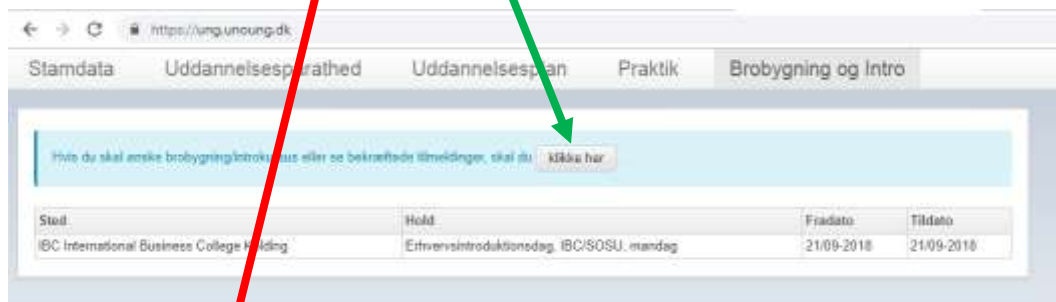 https://ung.unoung.dk
Stamdata Uddannelsesparathed Uddannelsesplan Praktik Brobygning og Intro
Hvis du skal ønske brobygning/introkursus eller se bekræftede tilmeldinger, skal du klikke her
Sted Hold Fradato Tildato
IBC International Business College Kolding Erhvervsintroduktionsdag, IBC/SOSU, mandag 21/09-2018 21/09-2018